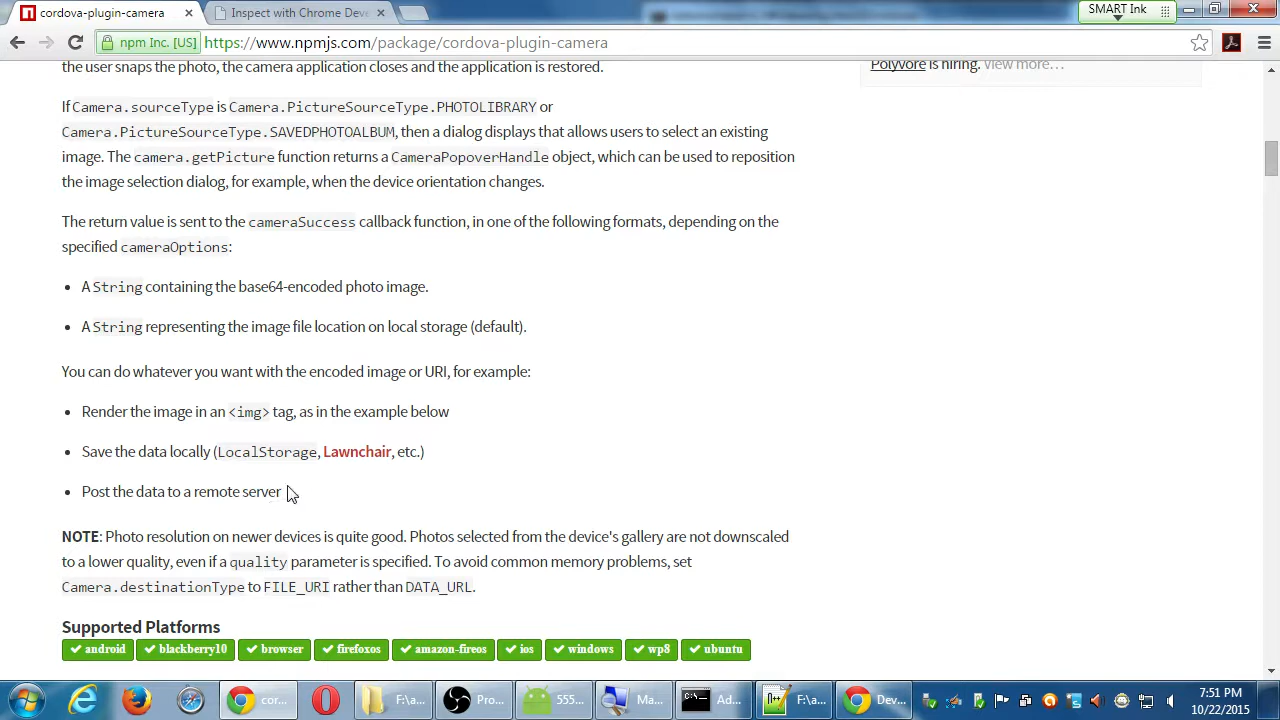 cordova-plugin-camera
Inspect with Chrome Deve
SMART Ink
npm Inc. [US]
https://www.npmjs.com/package/cordova-plugin-camera
the user snaps the photo, the camera application closes and the application is restored.
Polyvore is hiring. View more…
If Camera.sourceType is Camera.PictureSourceType.PHOTOLIBRARY or
Camera.PictureSourceType.SAVEDPHOTOALBUM, then a dialog displays that allows users to select an existing
image. The camera.getPicture function returns a CameraPopoverHandle object, which can be used to reposition
the image selection dialog, for example, when the device orientation changes.
The return value is sent to the cameraSuccess callback function, in one of the following formats, depending on the
specified cameraOptions:
• A String containing the base64-encoded photo image.
• A String representing the image file location on local storage (default).
You can do whatever you want with the encoded image or URI, for example:
• Render the image in an <img> tag, as in the example below
• Save the data locally (LocalStorage, Lawnchair, etc.)
• Post the data to a remote server
NOTE: Photo resolution on newer devices is quite good. Photos selected from the device's gallery are not downscaled
to a lower quality, even if a quality parameter is specified. To avoid common memory problems, set
Camera.destinationType to FILE_URI rather than DATA_URL.
Supported Platforms
android blackberry10 browser firefoxos amazon-fireos ios windows wp8 ubuntu
cor... F:\a... Pro... 555... Ma... Ad... F:\a... Dev...
7:51 PM
10/22/2015